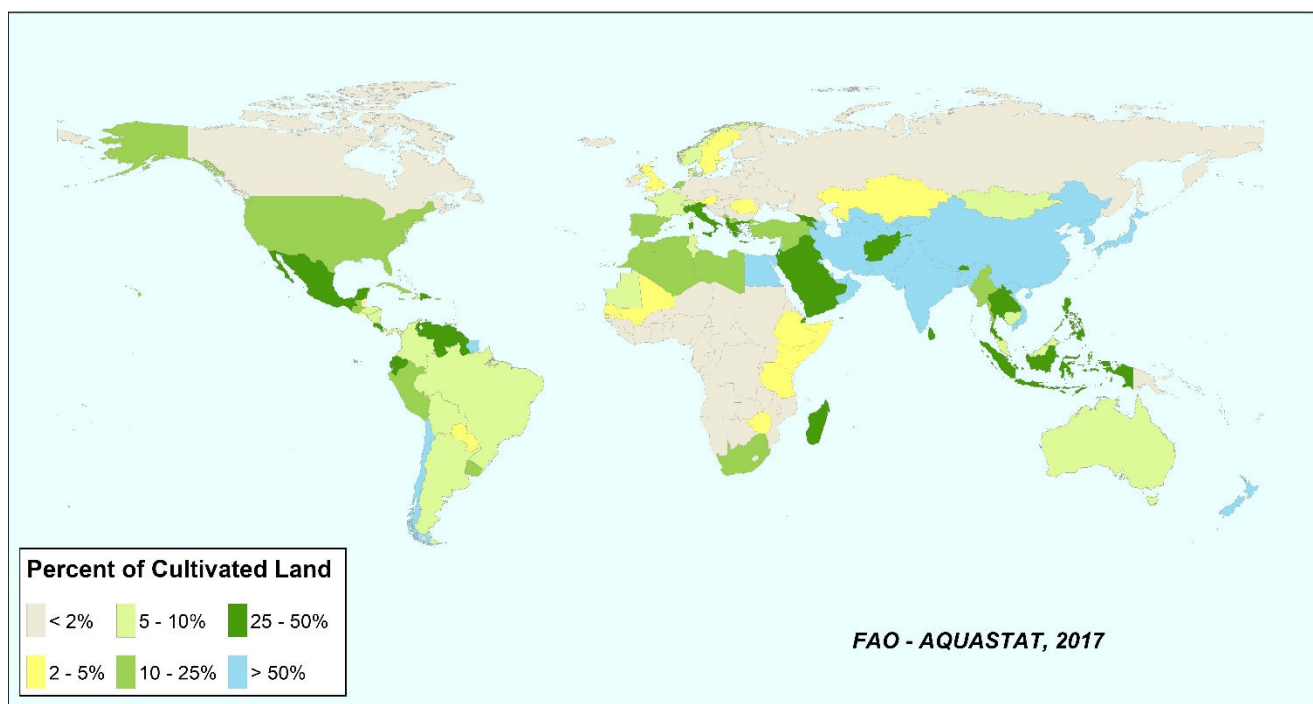 Percent of Cultivated Land
< 2% 5 - 10% 25 - 50%
2 - 5% 10 - 25% > 50%
FAO - AQUASTAT, 2017